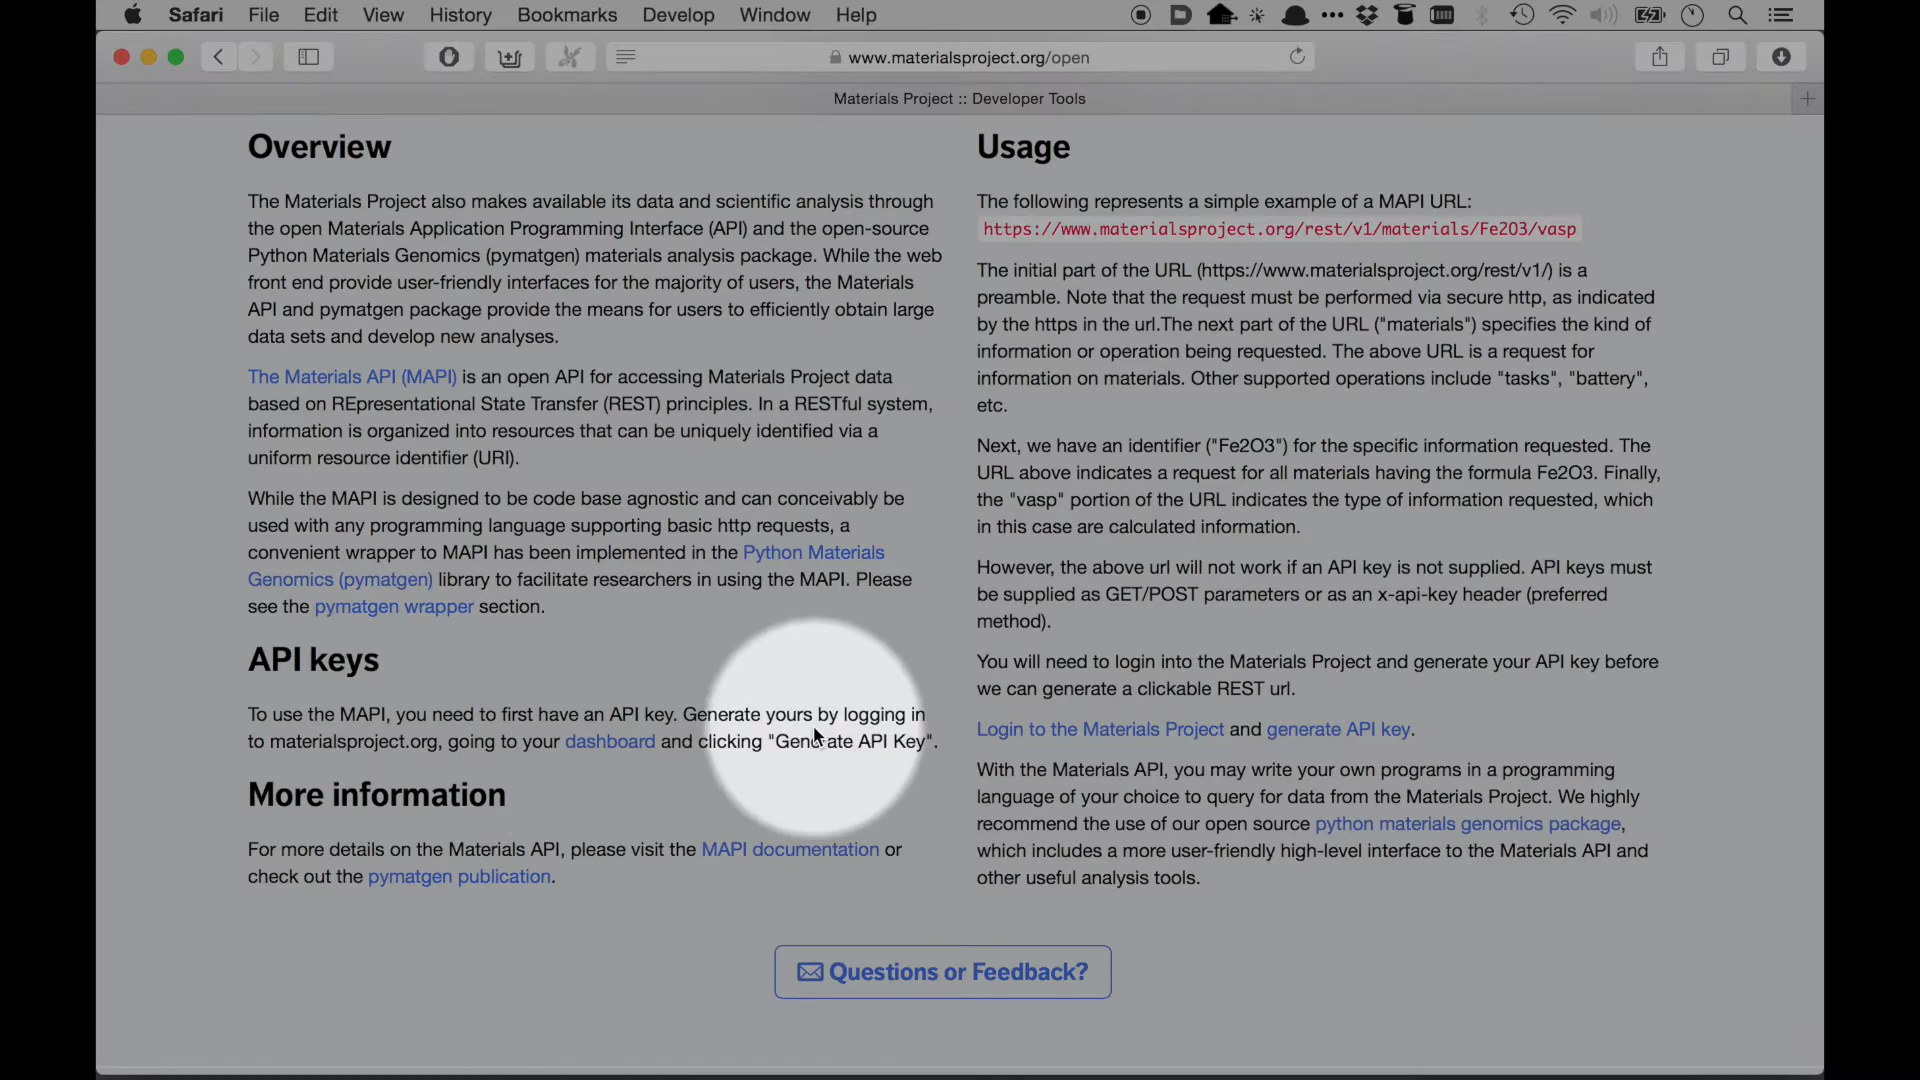 Safari File Edit View History Bookmarks Develop Window Help
www.materialsproject.org/open
Materials Project :: Developer Tools
Overview
The Materials Project also makes available its data and scientific analysis through
the open Materials Application Programming Interface (API) and the open-source
Python Materials Genomics (pymatgen) materials analysis package. While the web
front end provide user-friendly interfaces for the majority of users, the Materials
API and pymatgen package provide the means for users to efficiently obtain large
data sets and develop new analyses.
The Materials API (MAPI) is an open API for accessing Materials Project data
based on REpresentational State Transfer (REST) principles. In a RESTful system,
information is organized into resources that can be uniquely identified via a
uniform resource identifier (URI).
While the MAPI is designed to be code base agnostic and can conceivably be
used with any programming language supporting basic http requests, a
convenient wrapper to MAPI has been implemented in the Python Materials
Genomics (pymatgen) library to facilitate researchers in using the MAPI. Please
see the pymatgen wrapper section.
API keys
To use the MAPI, you need to first have an API key. Generate yours by logging in
to materialsproject.org, going to your dashboard and clicking "Generate API Key".
More information
For more details on the Materials API, please visit the MAPI documentation or
check out the pymatgen publication.
Usage
The following represents a simple example of a MAPI URL:
https://www.materialsproject.org/rest/v1/materials/Fe2O3/vasp
The initial part of the URL (https://www.materialsproject.org/rest/v1/) is a
preamble. Note that the request must be performed via secure http, as indicated
by the https in the url.The next part of the URL ("materials") specifies the kind of
information or operation being requested. The above URL is a request for
information on materials. Other supported operations include "tasks", "battery",
etc.
Next, we have an identifier ("Fe2O3") for the specific information requested. The
URL above indicates a request for all materials having the formula Fe2O3. Finally,
the "vasp" portion of the URL indicates the type of information requested, which
in this case are calculated information.
However, the above url will not work if an API key is not supplied. API keys must
be supplied as GET/POST parameters or as an x-api-key header (preferred
method).
You will need to login into the Materials Project and generate your API key before
we can generate a clickable REST url.
Login to the Materials Project and generate API key.
With the Materials API, you may write your own programs in a programming
language of your choice to query for data from the Materials Project. We highly
recommend the use of our open source python materials genomics package,
which includes a more user-friendly high-level interface to the Materials API and
other useful analysis tools.
Questions or Feedback?